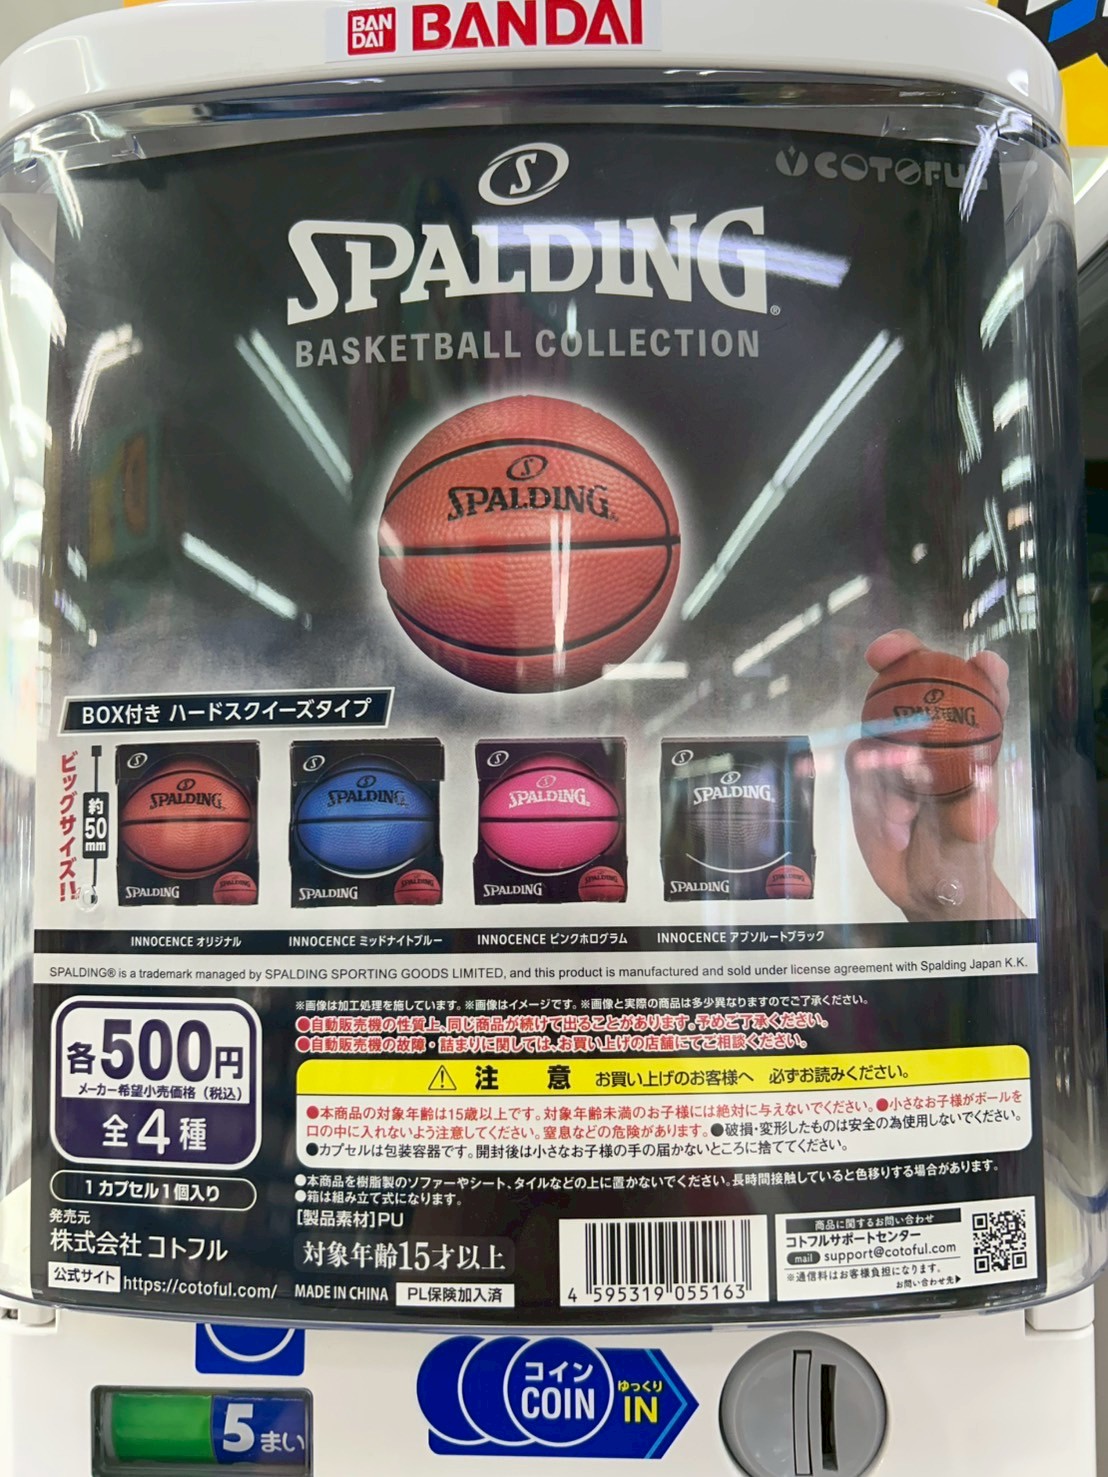 BAN
DAI
BANDAI
COTOFUL
S
SPALDING®
BASKETBALL COLLECTION
S
SPALDING
SPALDING
BOX付き ハードスクイーズタイプ
ビッグサイズ!!
約
50
mm
SPALDING SPALDING SPALDING SPALDING
SPALDING SPALDING SPALDING SPALDING
INNOCENCE オリジナル INNOCENCE ミッドナイトブルー INNOCENCE ピンクホログラム INNOCENCE アブソルートブラック
SPALDING® is a trademark managed by SPALDING SPORTING GOODS LIMITED, and this product is manufactured and sold under license agreement with Spalding Japan K.K.
各500円
メーカー希望小売価格（税込）
全4種
1カプセル1個入り
発売元
株式会社コトフル
公式サイト https://cotoful.com/
※画像は加工処理を施しています。※画像はイメージです。※画像と実際の商品は多少異なりますのでご了承ください。
●自動販売機の性質上、同じ商品が続けて出ることがあります。予めご了承ください。
●自動販売機の故障・詰まりに関しては、お買い上げの店舗にてご相談ください。
注 意 お買い上げのお客様へ 必ずお読みください。
●本商品の対象年齢は15歳以上です。対象年齢未満のお子様には絶対に与えないでください。●小さなお子様がボールを
口の中に入れないよう注意してください。窒息などの危険があります。●破損・変形したものは安全の為使用しないでください。
●カプセルは包装容器です。開封後は小さなお子様の手の届かないところに捨ててください。
●本商品を樹脂製のソファーやシート、タイルなどの上に置かないでください。長時間接触していると色移りする場合があります。
●箱は組み立て式になります。
[製品素材]PU
対象年齢15才以上
MADE IN CHINA PL保険加入済
4 595319 055163
商品に関するお問い合わせ
コトフルサポートセンター
mail support@cotoful.com
※通信料はお客様負担になります。
お問い合わせ先▶
5まい
コイン
COIN
ゆっくり
IN